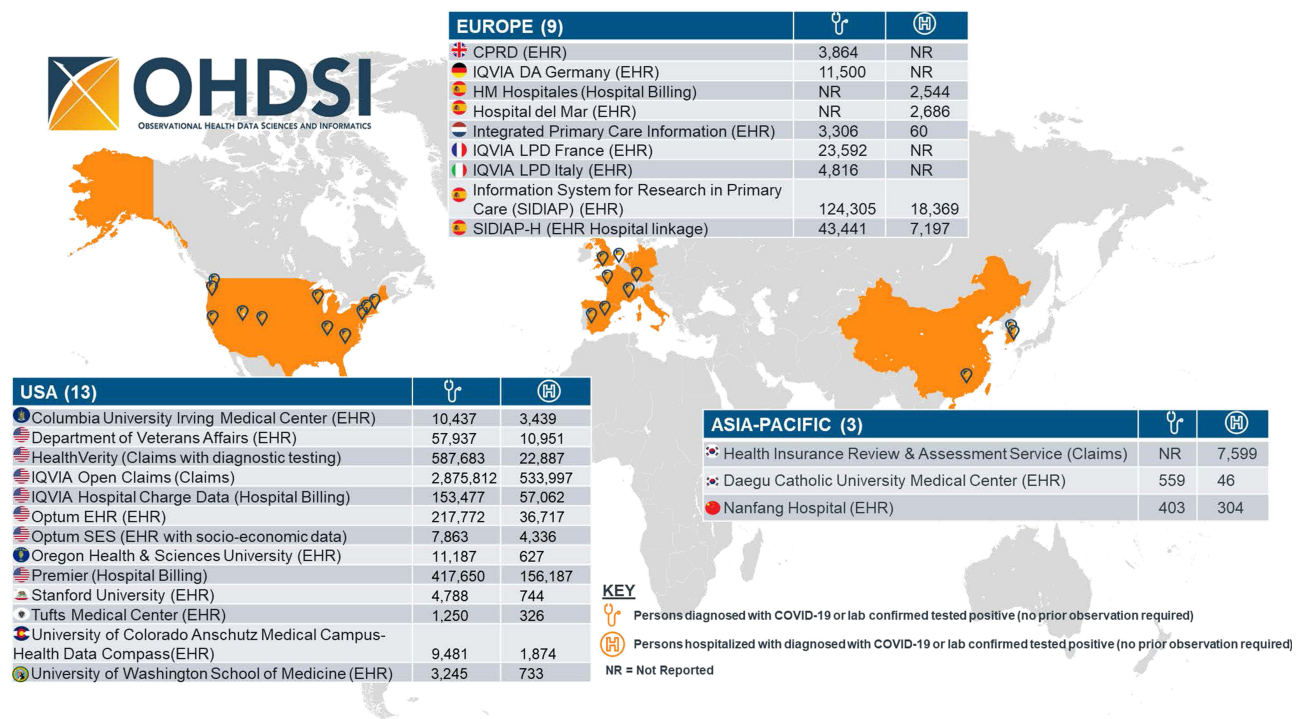 OHDSI
OBSERVATIONAL HEALTH DATA SCIENCES AND INFORMATICS
EUROPE (9)
CPRD (EHR) 3,864 NR
IQVIA DA Germany (EHR) 11,500 NR
HM Hospitales (Hospital Billing) NR 2,544
Hospital del Mar (EHR) NR 2,686
Integrated Primary Care Information (EHR) 3,306 60
IQVIA LPD France (EHR) 23,592 NR
IQVIA LPD Italy (EHR) 4,816 NR
Information System for Research in Primary
Care (SIDIAP) (EHR) 124,305 18,369
SIDIAP-H (EHR Hospital linkage) 43,441 7,197
USA (13)
Columbia University Irving Medical Center (EHR) 10,437 3,439
Department of Veterans Affairs (EHR) 57,937 10,951
HealthVerity (Claims with diagnostic testing) 587,683 22,887
IQVIA Open Claims (Claims) 2,875,812 533,997
IQVIA Hospital Charge Data (Hospital Billing) 153,477 57,062
Optum EHR (EHR) 217,772 36,717
Optum SES (EHR with socio-economic data) 7,863 4,336
Oregon Health & Sciences University (EHR) 11,187 627
Premier (Hospital Billing) 417,650 156,187
Stanford University (EHR) 4,788 744
Tufts Medical Center (EHR) 1,250 326
University of Colorado Anschutz Medical Campus-
Health Data Compass(EHR) 9,481 1,874
University of Washington School of Medicine (EHR) 3,245 733
ASIA-PACIFIC (3)
Health Insurance Review & Assessment Service (Claims) NR 7,599
Daegu Catholic University Medical Center (EHR) 559 46
Nanfang Hospital (EHR) 403 304
KEY
Persons diagnosed with COVID-19 or lab confirmed tested positive (no prior observation required)
Persons hospitalized with diagnosed with COVID-19 or lab confirmed tested positive (no prior observation required)
NR = Not Reported